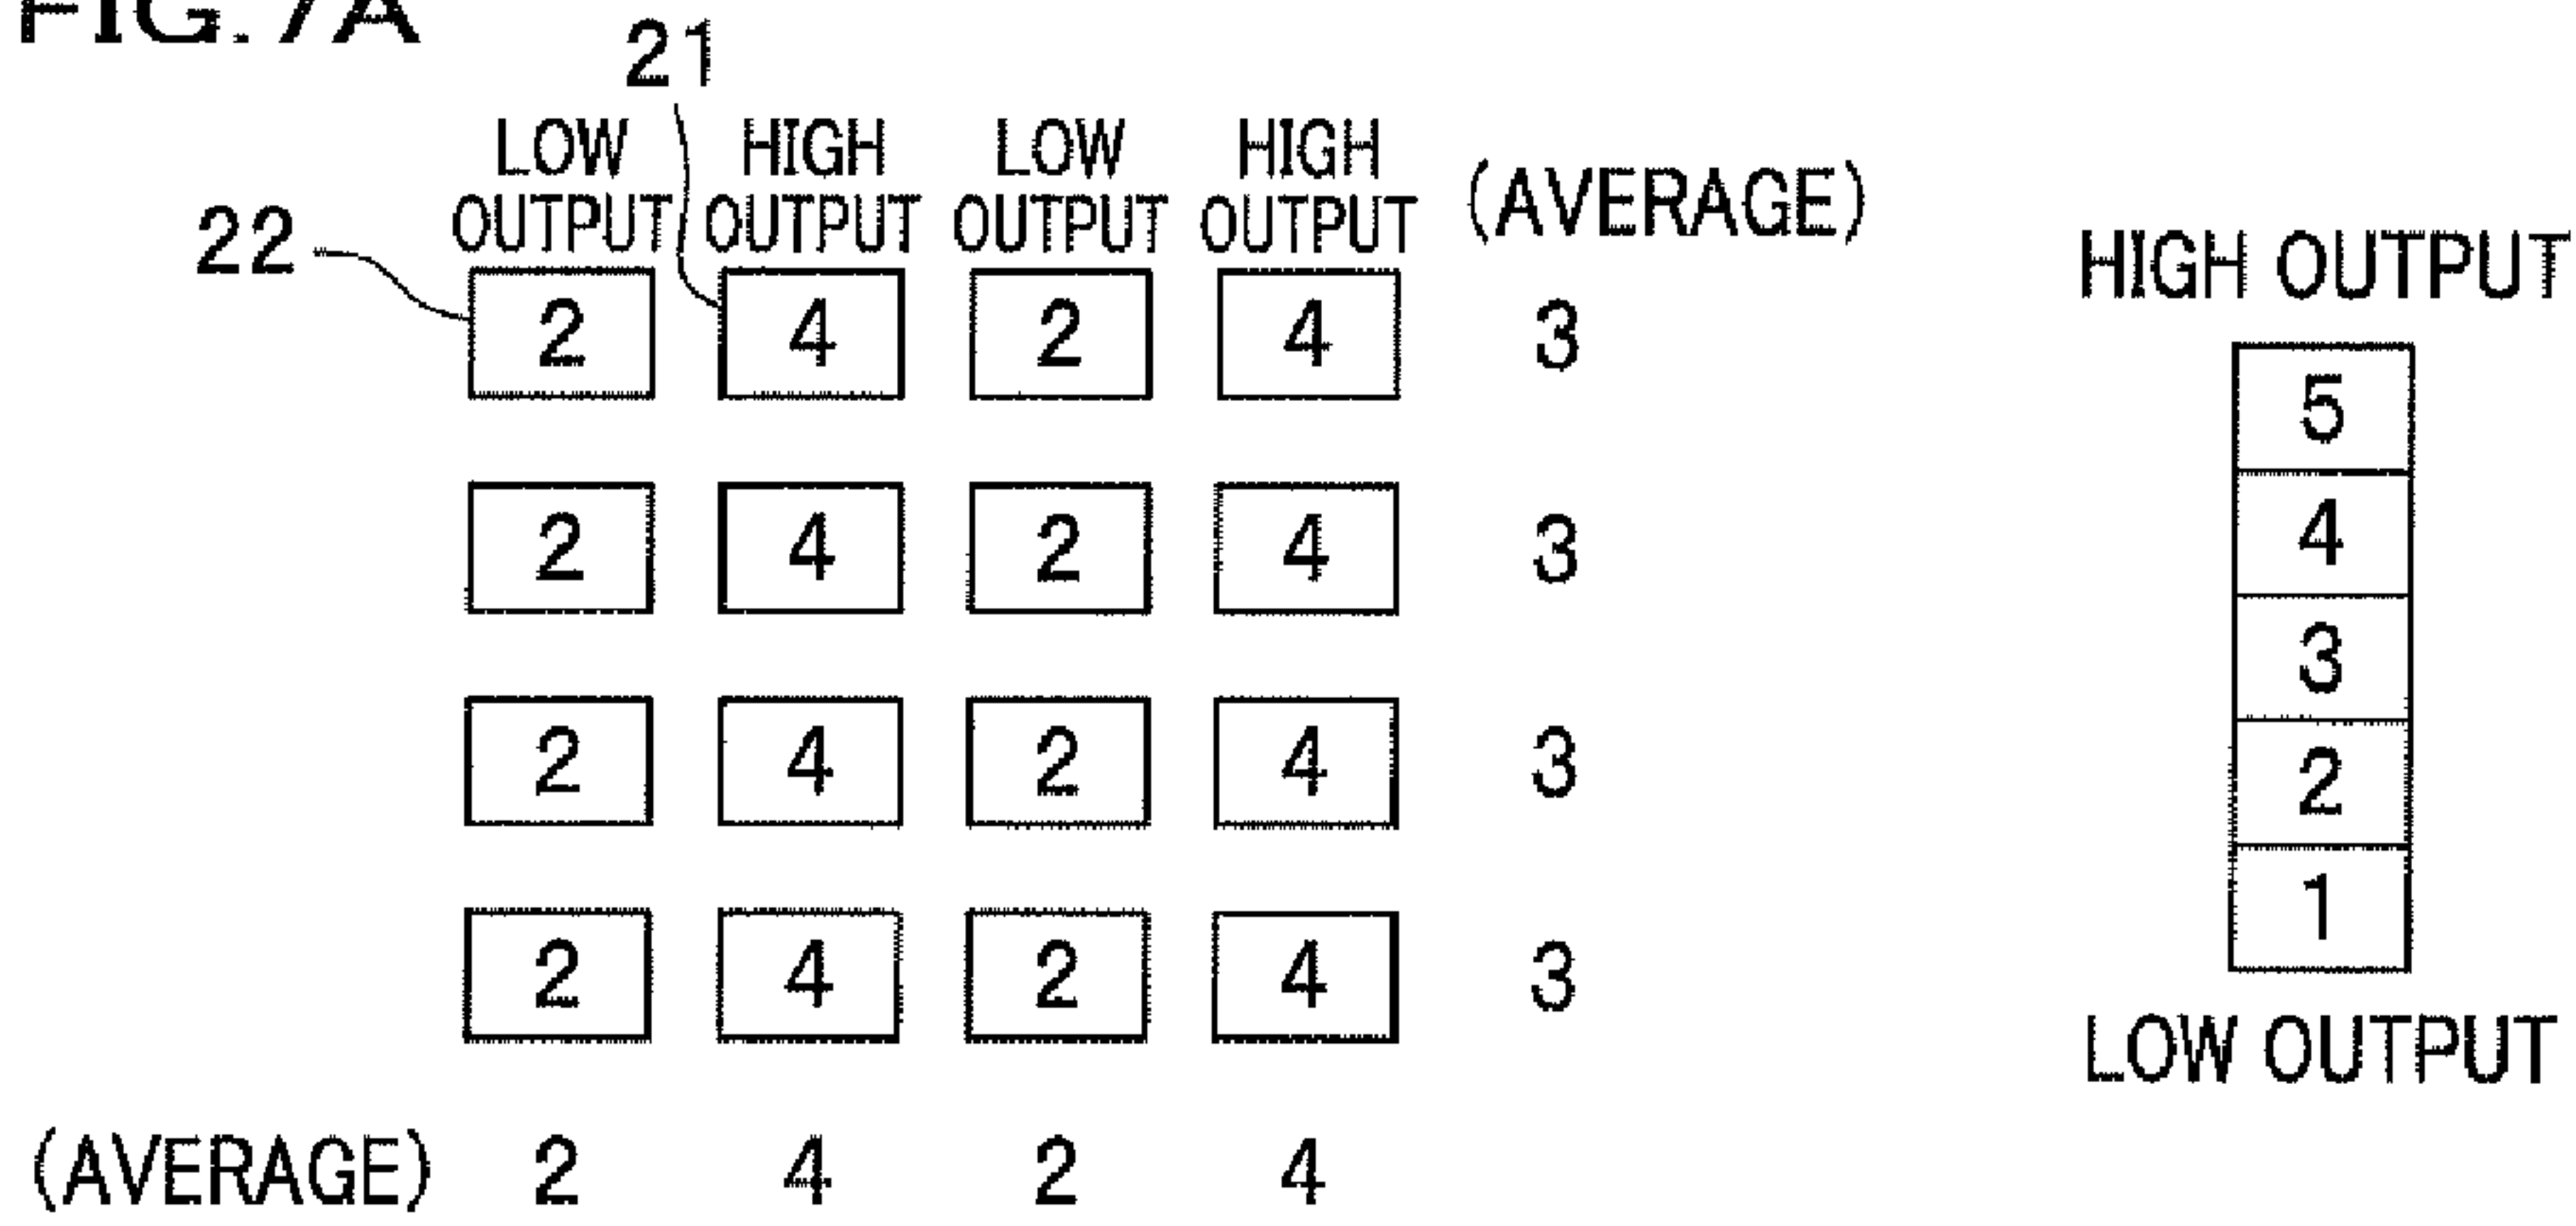 FIG. 7A
21
LOW HIGH LOW HIGH
OUTPUT OUTPUT OUTPUT OUTPUT (AVERAGE)
22
2 4 2 4 3
2 4 2 4 3
2 4 2 4 3
2 4 2 4 3
(AVERAGE) 2 4 2 4
HIGH OUTPUT
5
4
3
2
1
LOW OUTPUT